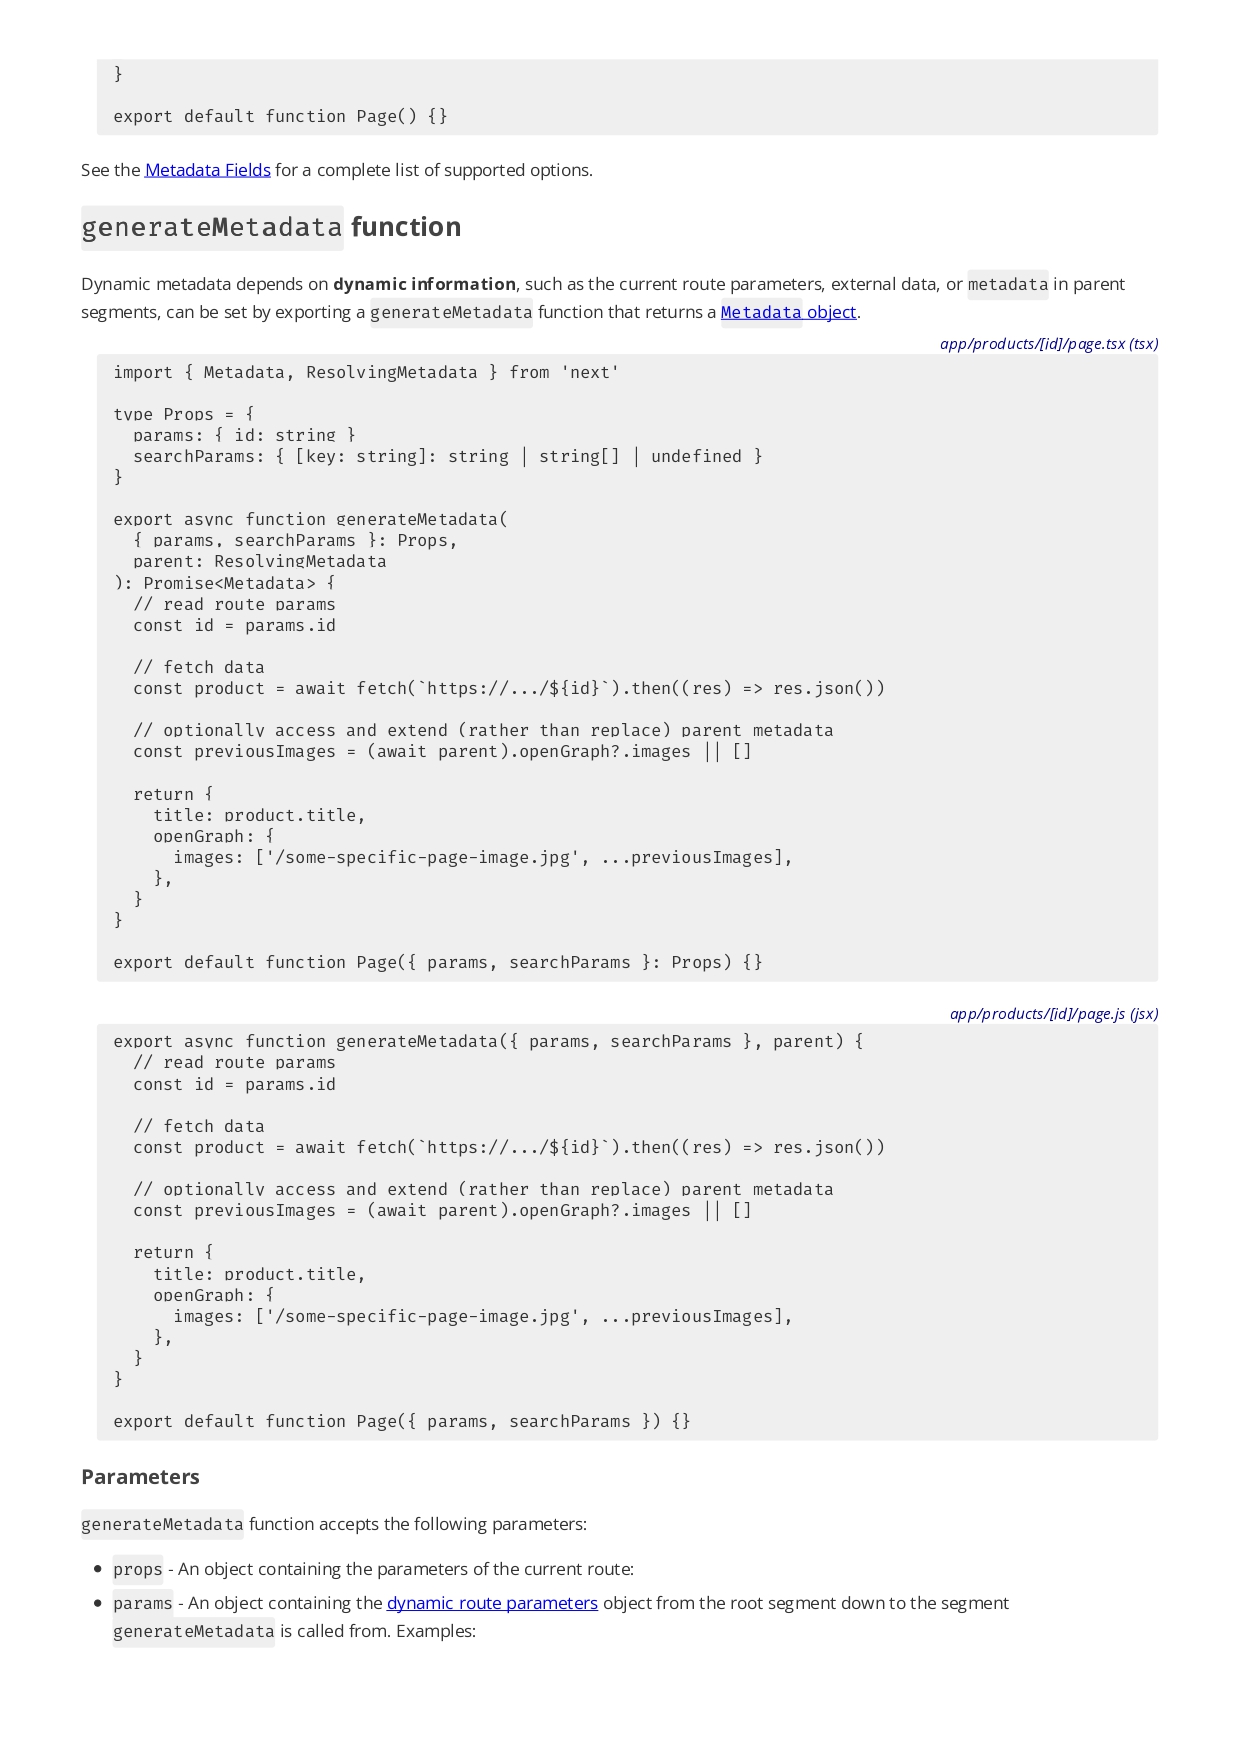 }

export default function Page() {}
See the Metadata Fields for a complete list of supported options.
generateMetadata function
Dynamic metadata depends on dynamic information, such as the current route parameters, external data, or metadata in parent
segments, can be set by exporting a generateMetadata function that returns a Metadata object.
app/products/[id]/page.tsx (tsx)
import { Metadata, ResolvingMetadata } from 'next'

type Props = {
  params: { id: string }
  searchParams: { [key: string]: string | string[] | undefined }
}

export async function generateMetadata(
  { params, searchParams }: Props,
  parent: ResolvingMetadata
): Promise<Metadata> {
  // read route params
  const id = params.id

  // fetch data
  const product = await fetch(`https://.../${id}`).then((res) => res.json())

  // optionally access and extend (rather than replace) parent metadata
  const previousImages = (await parent).openGraph?.images || []

  return {
    title: product.title,
    openGraph: {
      images: ['/some-specific-page-image.jpg', ...previousImages],
    },
  }
}

export default function Page({ params, searchParams }: Props) {}
app/products/[id]/page.js (jsx)
export async function generateMetadata({ params, searchParams }, parent) {
  // read route params
  const id = params.id

  // fetch data
  const product = await fetch(`https://.../${id}`).then((res) => res.json())

  // optionally access and extend (rather than replace) parent metadata
  const previousImages = (await parent).openGraph?.images || []

  return {
    title: product.title,
    openGraph: {
      images: ['/some-specific-page-image.jpg', ...previousImages],
    },
  }
}

export default function Page({ params, searchParams }) {}
Parameters
generateMetadata function accepts the following parameters:
• props - An object containing the parameters of the current route:
• params - An object containing the dynamic route parameters object from the root segment down to the segment
generateMetadata is called from. Examples: